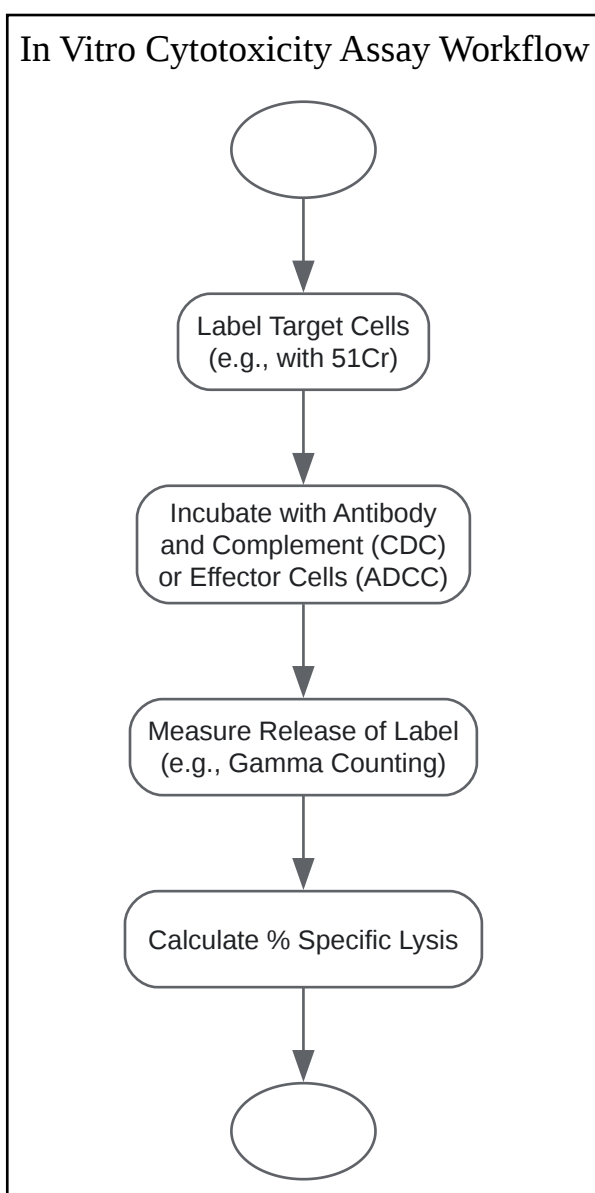 In Vitro Cytotoxicity Assay Workflow
Label Target Cells
(e.g., with 51Cr)
Incubate with Antibody
and Complement (CDC)
or Effector Cells (ADCC)
Measure Release of Label
(e.g., Gamma Counting)
Calculate % Specific Lysis